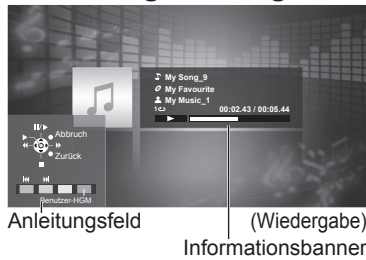 My Song_9
My Favourite
My Music_1
1
00:02.43 / 00:05.44
Abbruch
Zurück
Benutzer-HGM
Anleitungsfeld
(Wiedergabe)
Informationsbanner